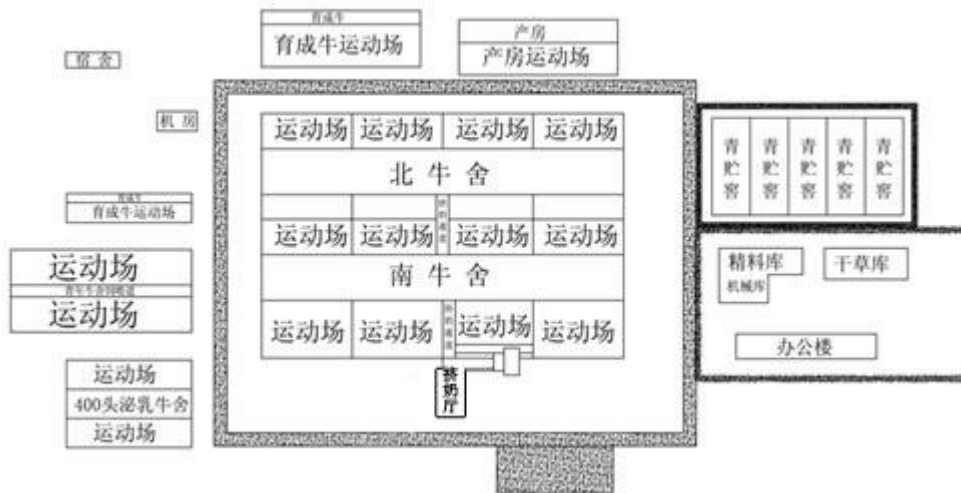 育成牛
育成牛运动场
产房
产房运动场
宿舍
机房
运动场 运动场 运动场 运动场
北牛舍
青贮窖 青贮窖 青贮窖 青贮窖 青贮窖
育成牛
育成牛运动场
运动场 运动场 运动场 运动场
南牛舍
运动场
运动场
精料库
机械库
干草库
运动场 运动场 运动场 运动场
办公楼
挤奶厅
运动场
400头泌乳牛舍
运动场